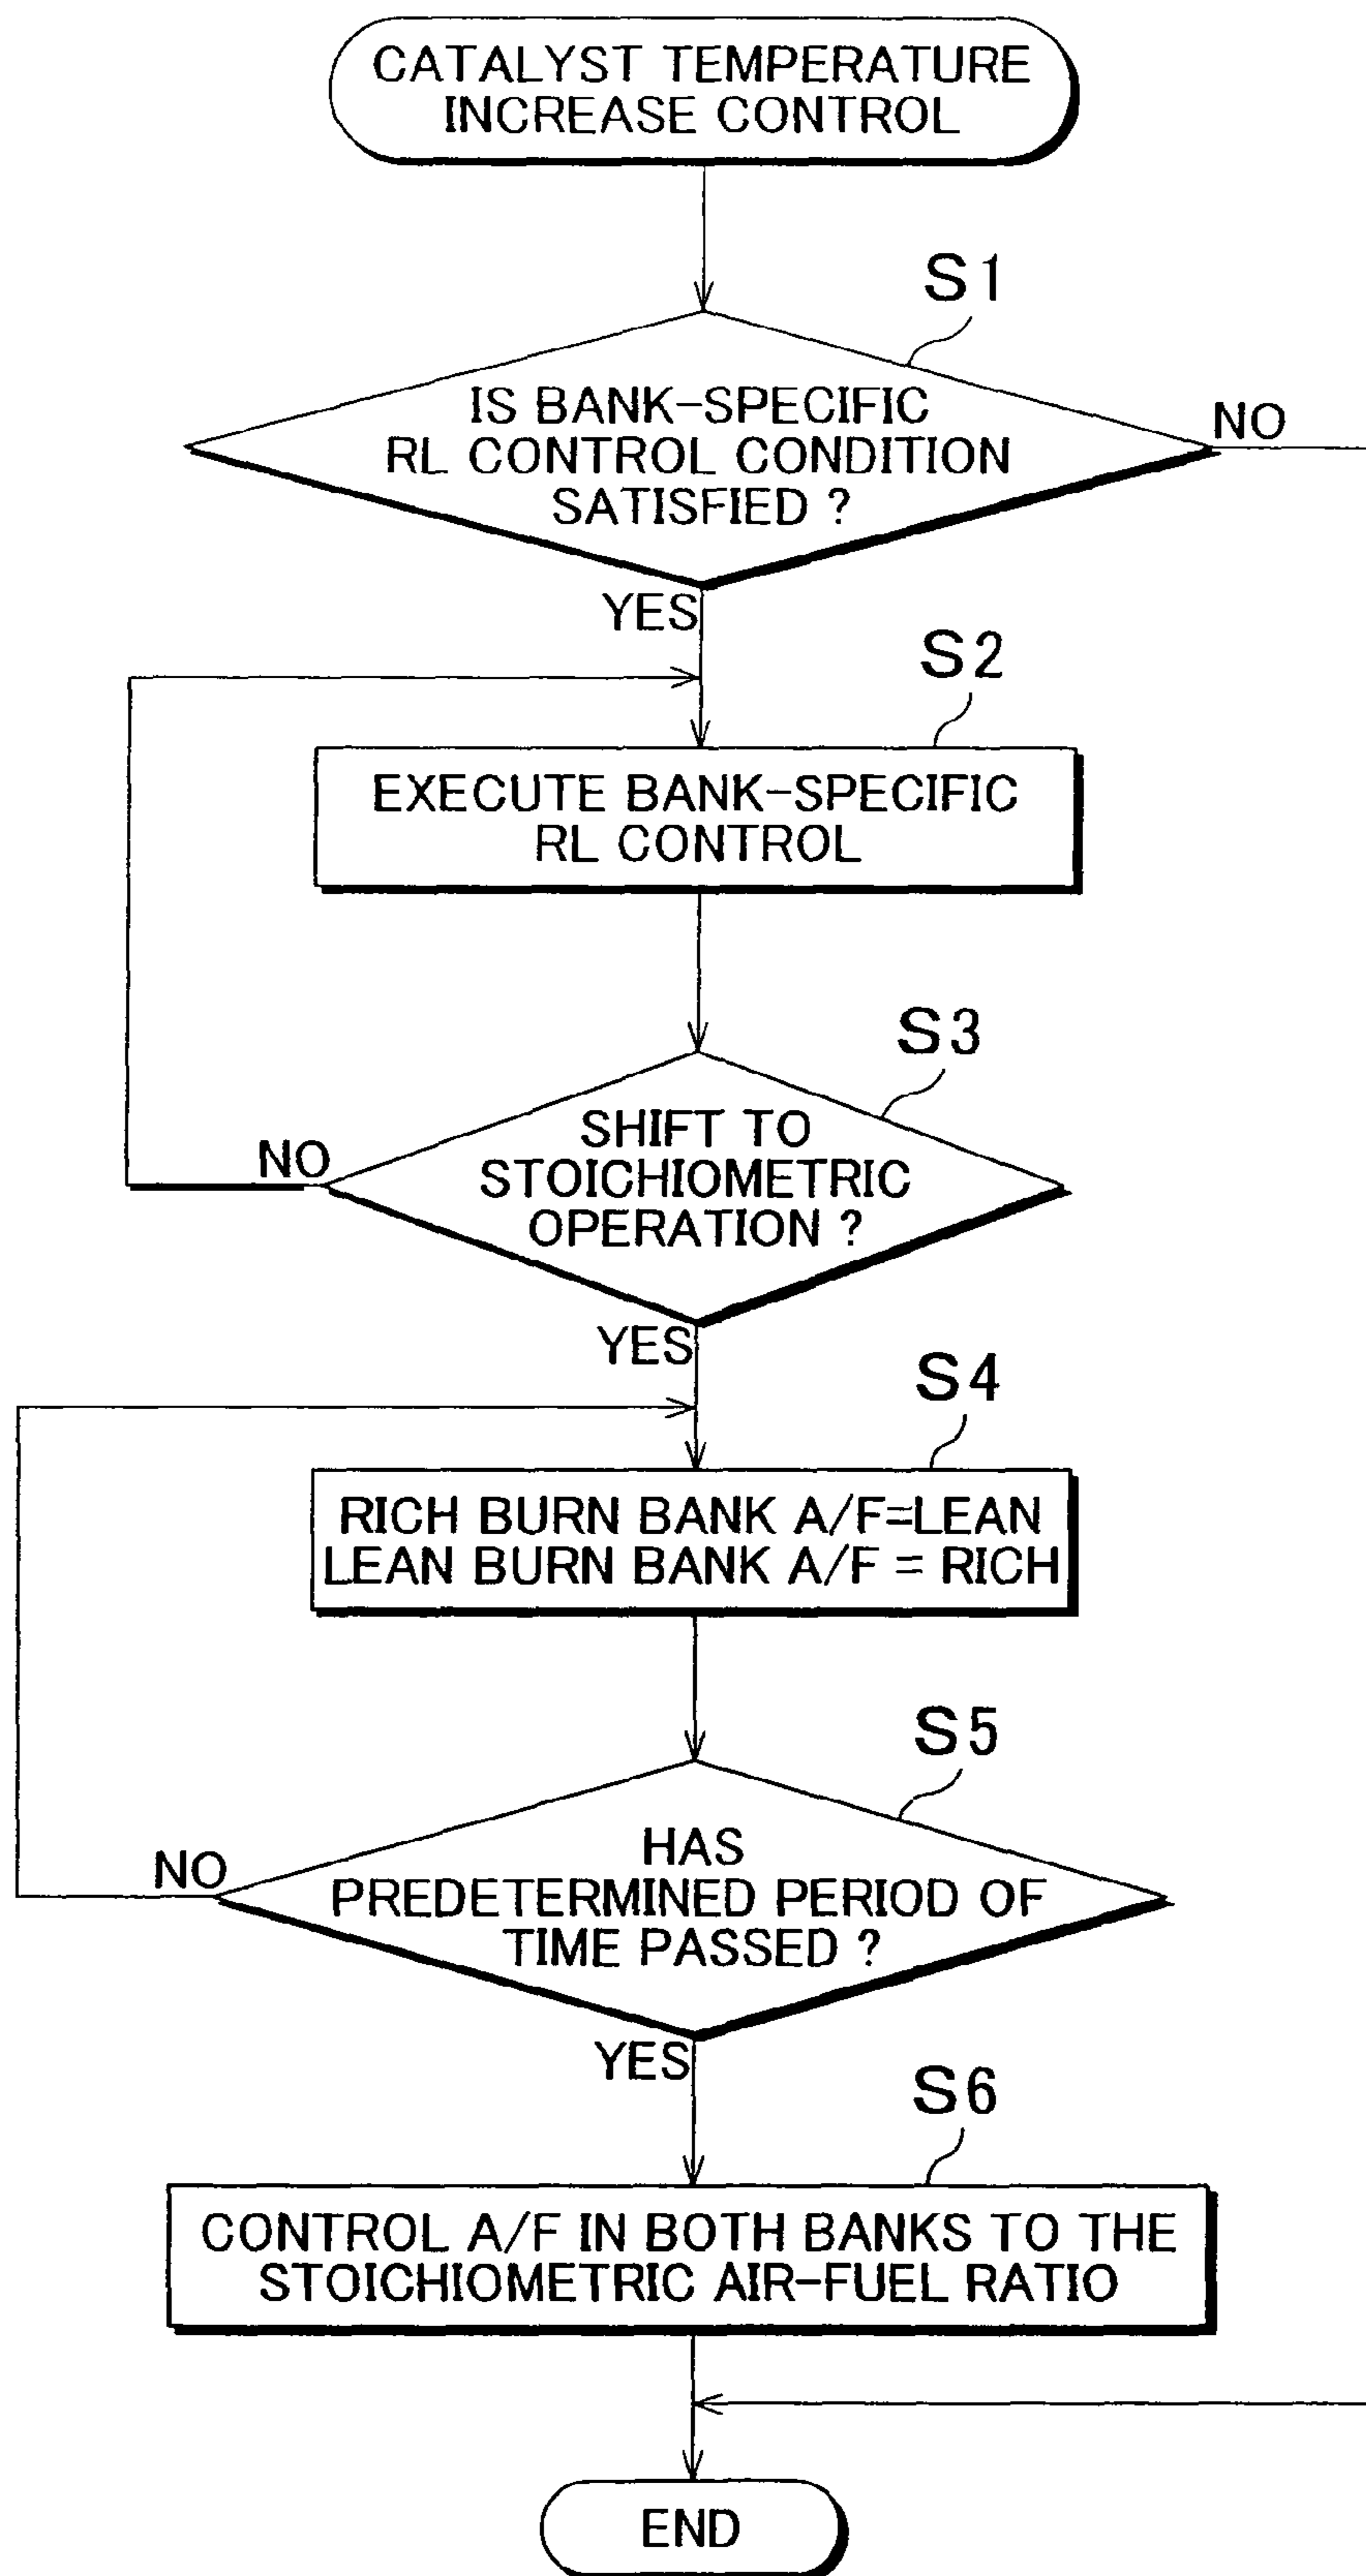 CATALYST TEMPERATURE
INCREASE CONTROL
S1
IS BANK-SPECIFIC
RL CONTROL CONDITION
SATISFIED ?
NO
YES
S2
EXECUTE BANK-SPECIFIC
RL CONTROL
S3
SHIFT TO
STOICHIOMETRIC
OPERATION ?
NO
YES
S4
RICH BURN BANK A/F=LEAN
LEAN BURN BANK A/F = RICH
S5
HAS
PREDETERMINED PERIOD OF
TIME PASSED ?
NO
YES
S6
CONTROL A/F IN BOTH BANKS TO THE
STOICHIOMETRIC AIR-FUEL RATIO
END